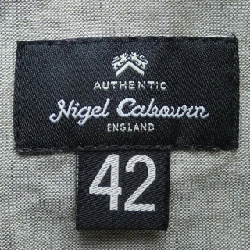 AUTHENTIC
Nigel Cabourn
ENGLAND
42